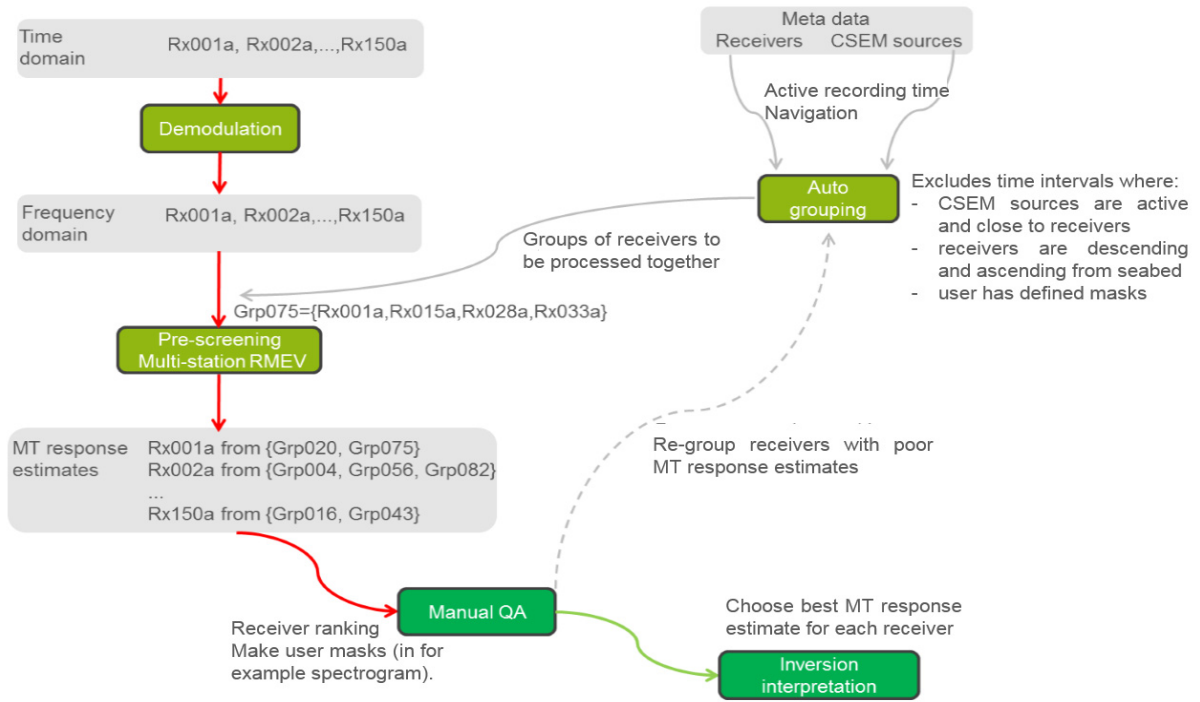 Time
domain
Rx001a, Rx002a,...,Rx150a
Demodulation
Frequency
domain
Rx001a, Rx002a,...,Rx150a
Meta data
Receivers CSEM sources
Active recording time
Navigation
Auto
grouping
Excludes time intervals where:
- CSEM sources are active
and close to receivers
- receivers are descending
and ascending from seabed
- user has defined masks
Groups of receivers to
be processed together
Grp075={Rx001a,Rx015a,Rx028a,Rx033a}
Pre-screening
Multi-station RMEV
MT response
estimates
Rx001a from {Grp020, Grp075}
Rx002a from {Grp004, Grp056, Grp082}
...
Rx150a from {Grp016, Grp043}
Re-group receivers with poor
MT response estimates
Manual QA
Receiver ranking
Make user masks (in for
example spectrogram).
Choose best MT response
estimate for each receiver
Inversion
interpretation